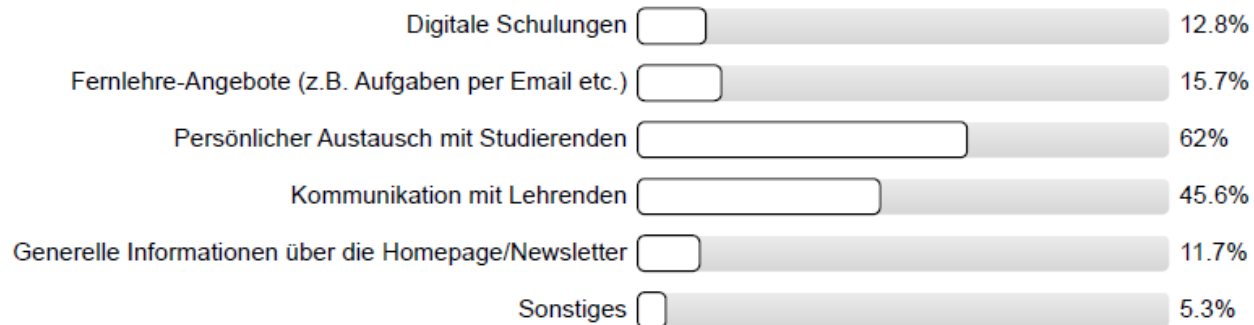 Digitale Schulungen 12.8%
Fernlehre-Angebote (z.B. Aufgaben per Email etc.) 15.7%
Persönlicher Austausch mit Studierenden 62%
Kommunikation mit Lehrenden 45.6%
Generelle Informationen über die Homepage/Newsletter 11.7%
Sonstiges 5.3%